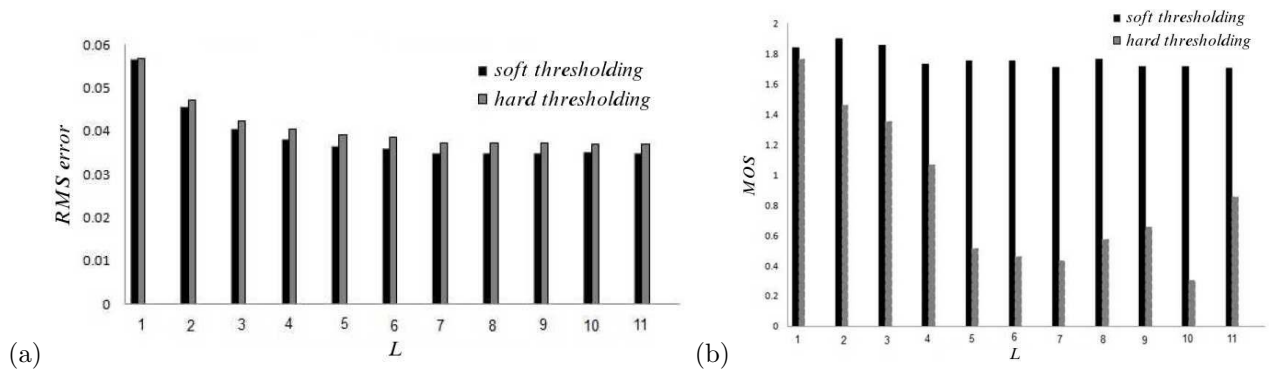 0.06
0.05
0.04
0.03
0.02
0.01
0
RMS error
soft thresholding
hard thresholding
1 2 3 4 5 6 7 8 9 10 11
L
(a)
2
1.8
1.6
1.4
1.2
1
0.8
0.6
0.4
0.2
0
MOS
soft thresholding
hard thresholding
1 2 3 4 5 6 7 8 9 10 11
L
(b)